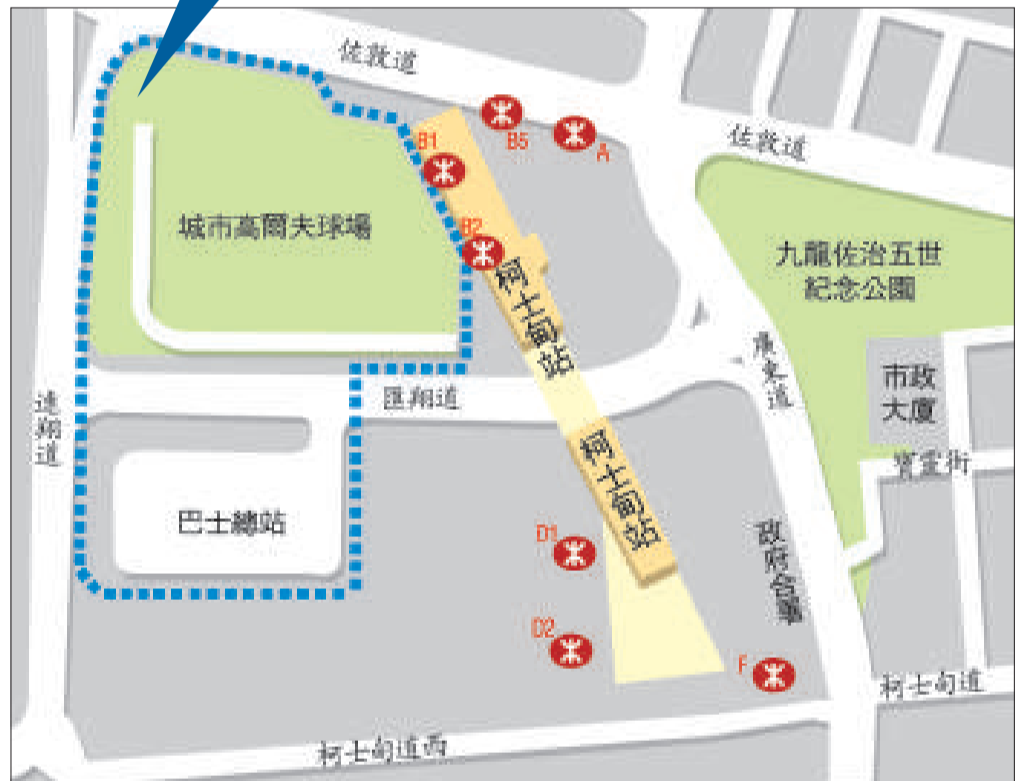 佐敦道
B5
A
佐敦道
B1
城市高爾夫球場
B2
九龍佐治五世
紀念公園
柯士甸站
廣東道
市政
大廈
連翔道
匯翔道
柯士甸站
寶靈街
巴士總站
D1
政府合署
D2
F
柯士甸道
柯士甸道西